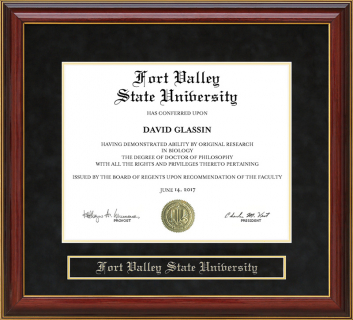 Fort Valley
State University
HAS CONFERRED UPON
DAVID GLASSIN
HAVING DEMONSTRATED ABILITY BY ORIGINAL RESEARCH
IN BIOLOGY
THE DEGREE OF DOCTOR OF PHILOSOPHY
WITH ALL THE RIGHTS AND PRIVILEGES THERETO PERTAINING
ISSUED BY THE BOARD OF REGENTS UPON RECOMMENDATION OF THE FACULTY
JUNE 14, 2017
PROVOST
PRESIDENT
Fort Valley State University